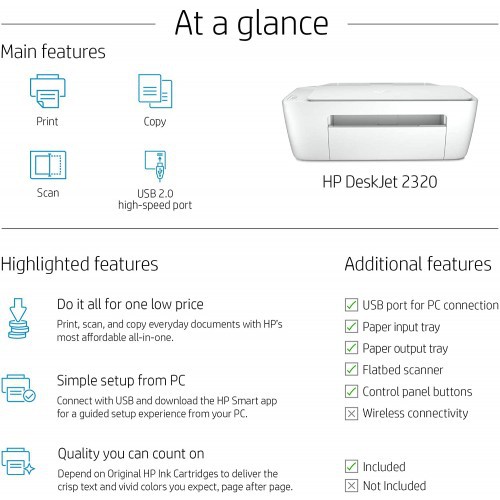 At a glance
Main features
Print
Copy
Scan
USB 2.0
high-speed port
HP DeskJet 2320
Highlighted features
Do it all for one low price
Print, scan, and copy everyday documents with HP's
most affordable all-in-one.
Simple setup from PC
Connect with USB and download the HP Smart app
for a guided setup experience from your PC.
Quality you can count on
Depend on Original HP Ink Cartridges to deliver the
crisp text and vivid colors you expect, page after page.
Additional features
USB port for PC connection
Paper input tray
Paper output tray
Flatbed scanner
Control panel buttons
Wireless connectivity
Included
Not Included